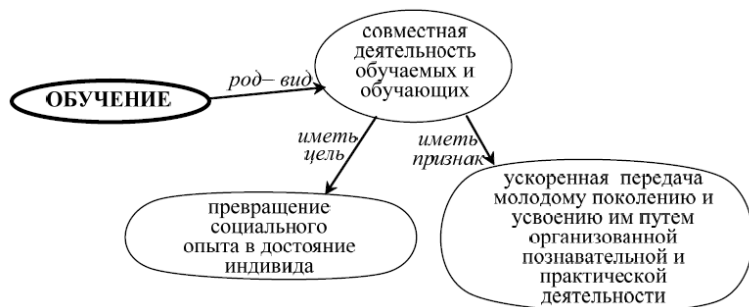 ОБУЧЕНИЕ
род– вид
совместная
деятельность
обучаемых и
обучающих
иметь
цель
иметь
признак
превращение
социального
опыта в достояние
индивида
ускоренная передача
молодому поколению и
усвоению им путем
организованной
познавательной и
практической
деятельности